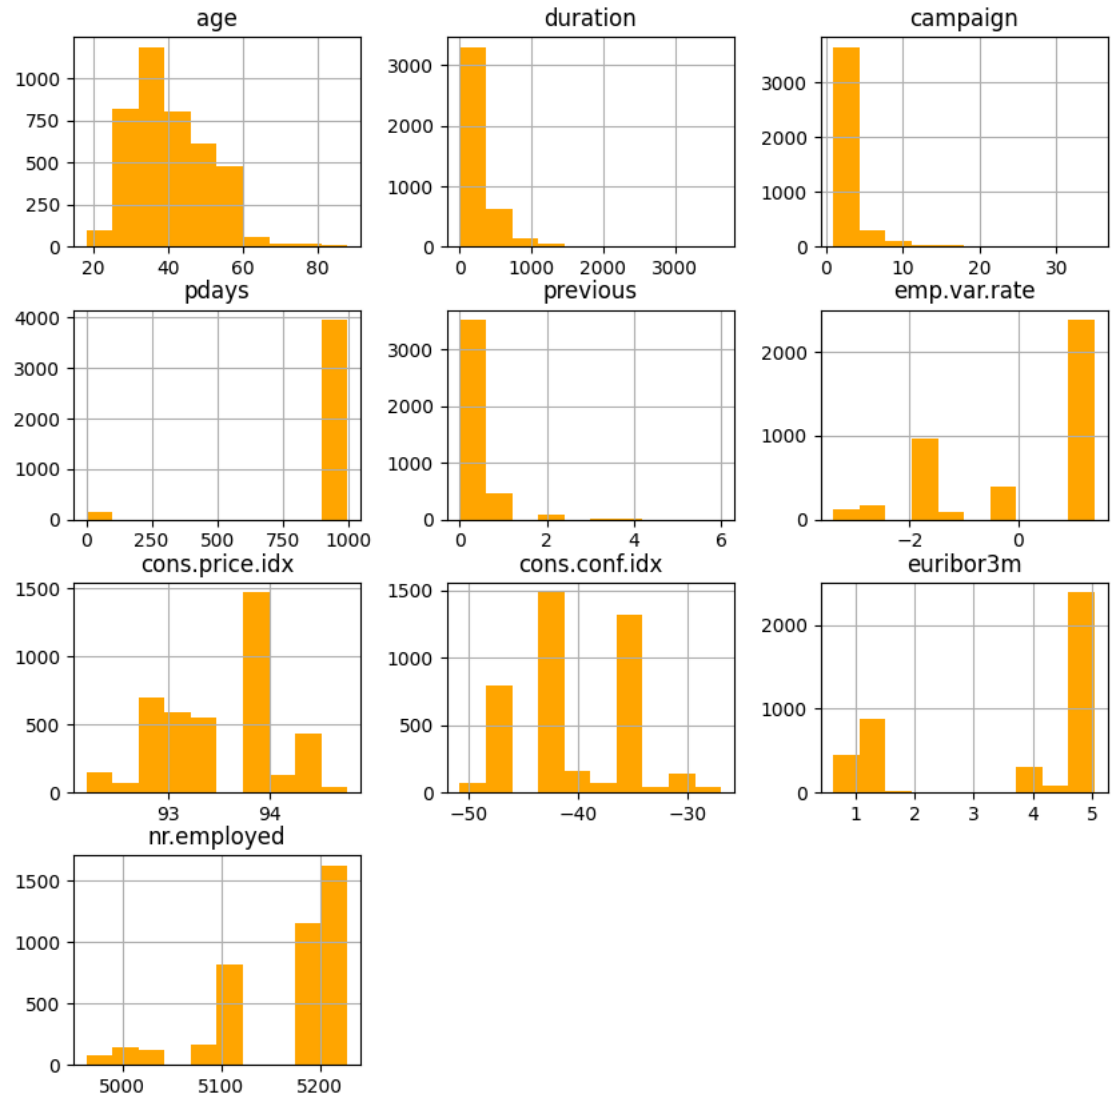 age duration campaign
1000 3000 3000
750 2000 2000
500
250 1000 1000
0 0 0
20 40 60 80 0 1000 2000 3000 0 10 20 30
pdays previous emp.var.rate
4000 3000 2000
3000 2000 1000
2000
1000 1000
0 0 0
0 250 500 750 1000 0 2 4 6 −2 0
cons.price.idx cons.conf.idx euribor3m
1500 1500 2000
1000 1000 1000
500 500
0 0 0
93 94 −50 −40 −30 1 2 3 4 5
nr.employed
1500
1000
500
0
5000 5100 5200